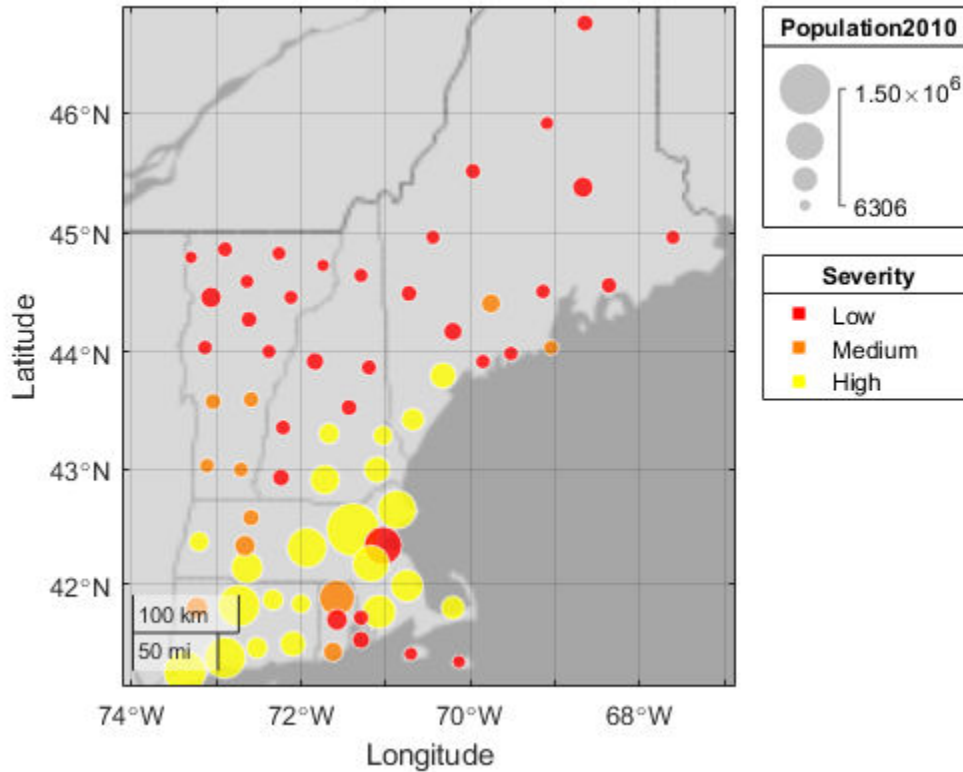 46°N
45°N
44°N
43°N
42°N
Latitude
100 km
50 mi
74°W
72°W
70°W
68°W
Longitude
Population2010
1.50×10⁶
6306
Severity
Low
Medium
High